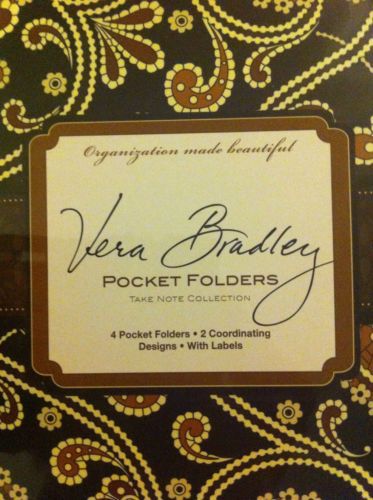 Organization made beautiful
Vera Bradley
POCKET FOLDERS
TAKE NOTE COLLECTION
4 Pocket Folders • 2 Coordinating
Designs • With Labels